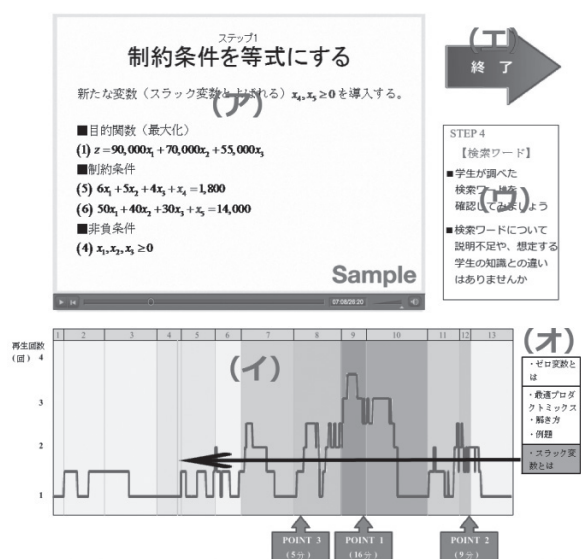 ステップ1
制約条件を等式にする
新たな変数（スラック変数とよばれる）x₄,x₅ ≥ 0 を導入する。
(ア)
■目的関数（最大化）
(1) z = 90,000x₁ + 70,000x₂ + 55,000x₃
■制約条件
(5) 6x₁ + 5x₂ + 4x₃ + x₄ = 1,800
(6) 50x₁ + 40x₂ + 30x₃ + x₅ = 14,000
■非負条件
(4) x₁,x₂,x₃ ≥ 0
Sample
07:08/28:20
(エ)
終了
STEP 4
【検索ワード】
■学生が調べた
検索ワードを
確認してみましょう
(ウ)
■検索ワードについて
説明不足や、想定する
学生の知識との違い
はありませんか
1 2 3 4 5 6 7 8 9 10 11 12 13
再生回数
(回) 4
3
2
1
(イ)
(オ)
・ゼロ変数と
は
・最適プロダ
クトミックス
・解き方
・例題
・スラック変
数とは
POINT 3
(5分)
POINT 1
(16分)
POINT 2
(9分)